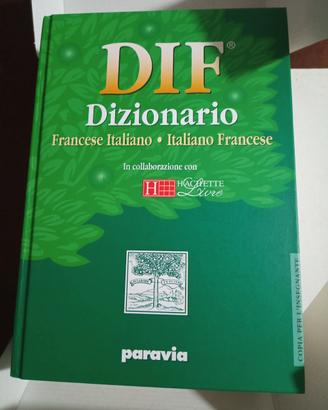 DIF®
Dizionario
Francese Italiano • Italiano Francese
In collaborazione con
H HACHETTE
Livre
paravia
COPIA PER L'INSEGNANTE